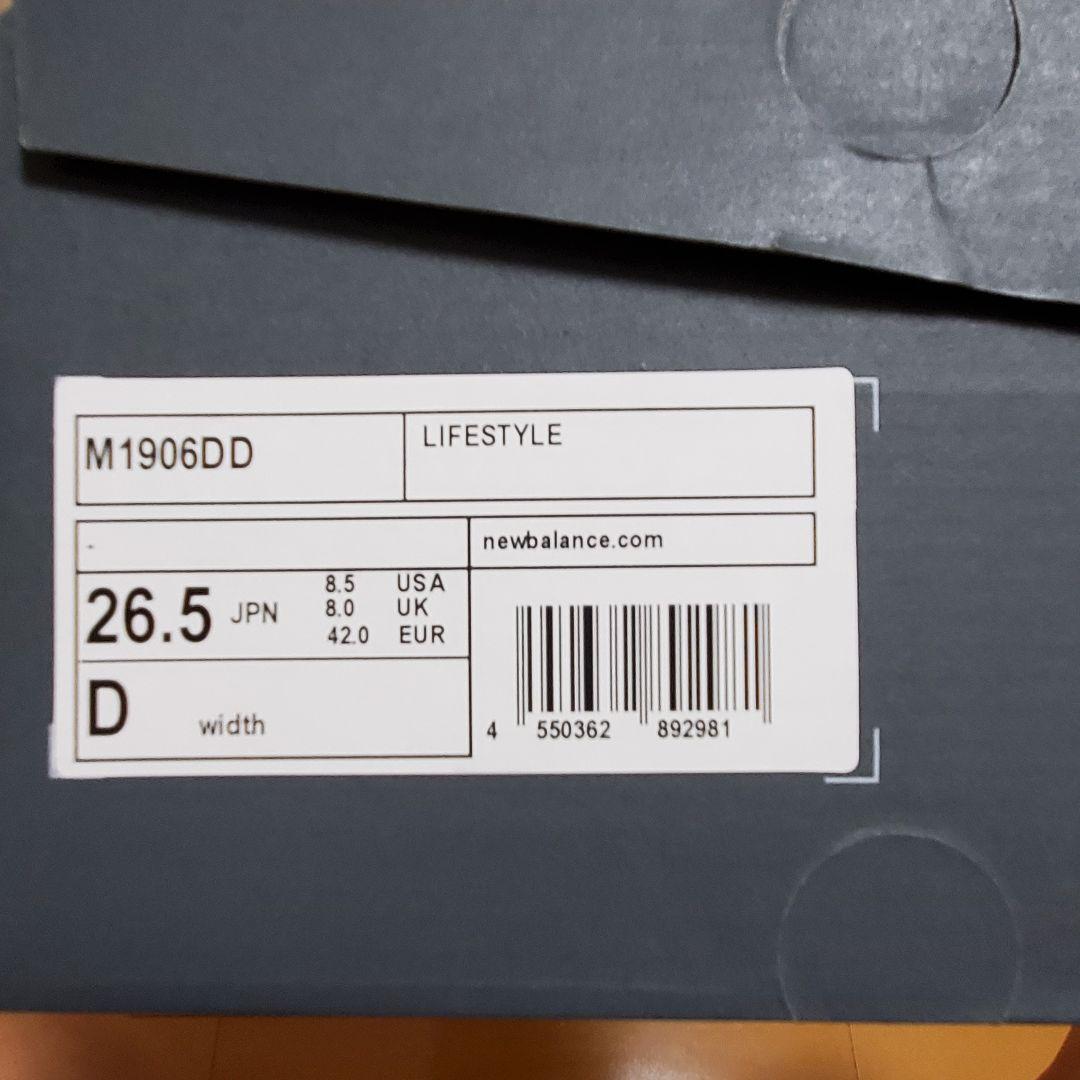 M1906DD
LIFESTYLE
-
newbalance.com
26.5 JPN
8.5 USA
8.0 UK
42.0 EUR
D width
4 550362 892981